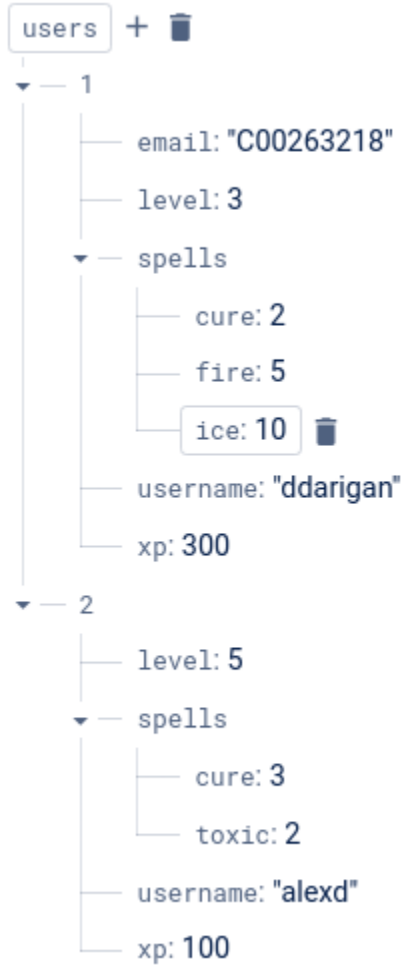 users +
1
email: "C00263218"
level: 3
spells
cure: 2
fire: 5
ice: 10
username: "ddarigan"
xp: 300
2
level: 5
spells
cure: 3
toxic: 2
username: "alexd"
xp: 100